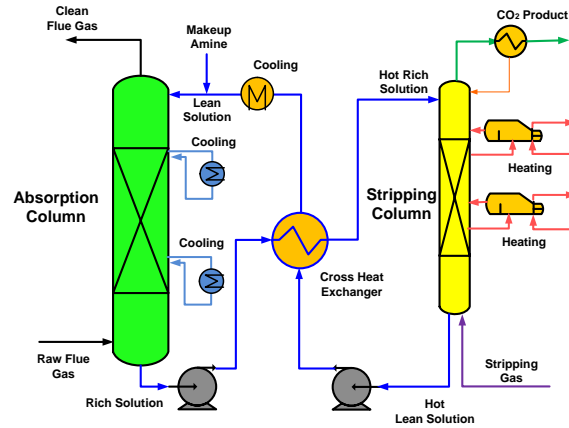 Clean
Flue Gas
Makeup
Amine
CO₂ Product
Cooling
Hot Rich
Solution
Lean
Solution
Cooling
Heating
Absorption
Column
Stripping
Column
Cooling
Heating
Cross Heat
Exchanger
Raw Flue
Gas
Stripping
Gas
Rich Solution
Hot
Lean Solution